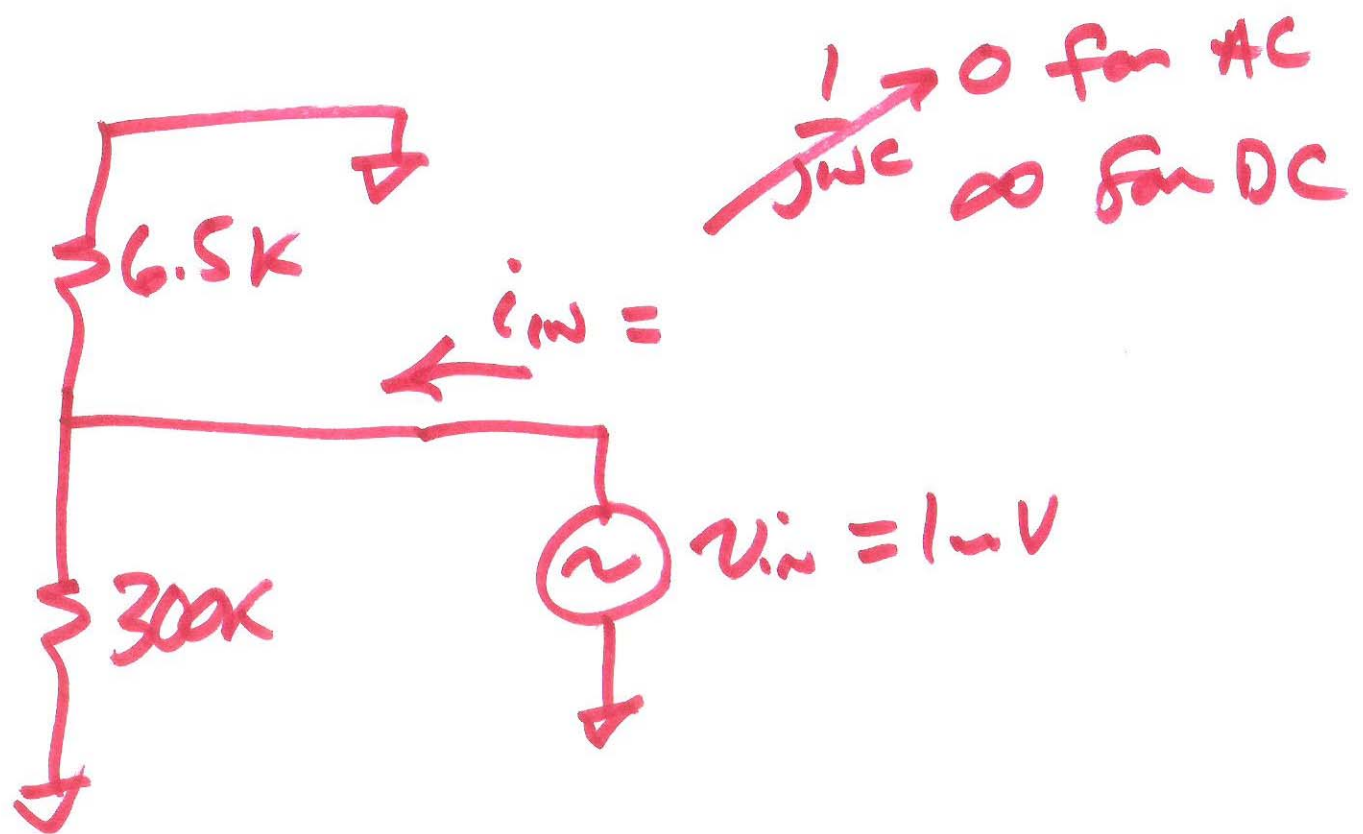 1/jωC → 0 for AC
∞ for DC
6.5K
i_in =
v_in = 1mV
300K